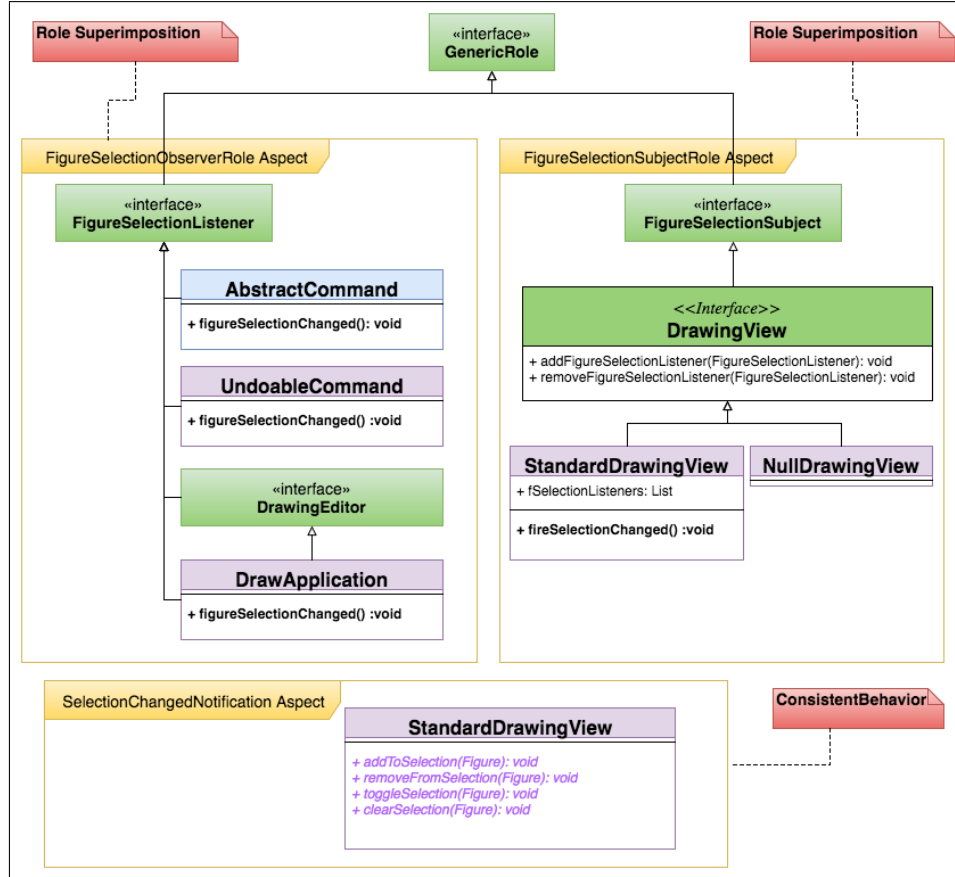 Role Superimposition
«interface»
GenericRole
Role Superimposition
FigureSelectionObserverRole Aspect
«interface»
FigureSelectionListener
AbstractCommand
+ figureSelectionChanged(): void
UndoableCommand
+ figureSelectionChanged() :void
«interface»
DrawingEditor
DrawApplication
+ figureSelectionChanged() :void
FigureSelectionSubjectRole Aspect
«interface»
FigureSelectionSubject
<<Interface>>
DrawingView
+ addFigureSelectionListener(FigureSelectionListener): void
+ removeFigureSelectionListener(FigureSelectionListener): void
StandardDrawingView
+ fSelectionListeners: List
+ fireSelectionChanged() :void
NullDrawingView
SelectionChangedNotification Aspect
StandardDrawingView
+ addToSelection(Figure): void
+ removeFromSelection(Figure): void
+ toggleSelection(Figure): void
+ clearSelection(Figure): void
ConsistentBehavior